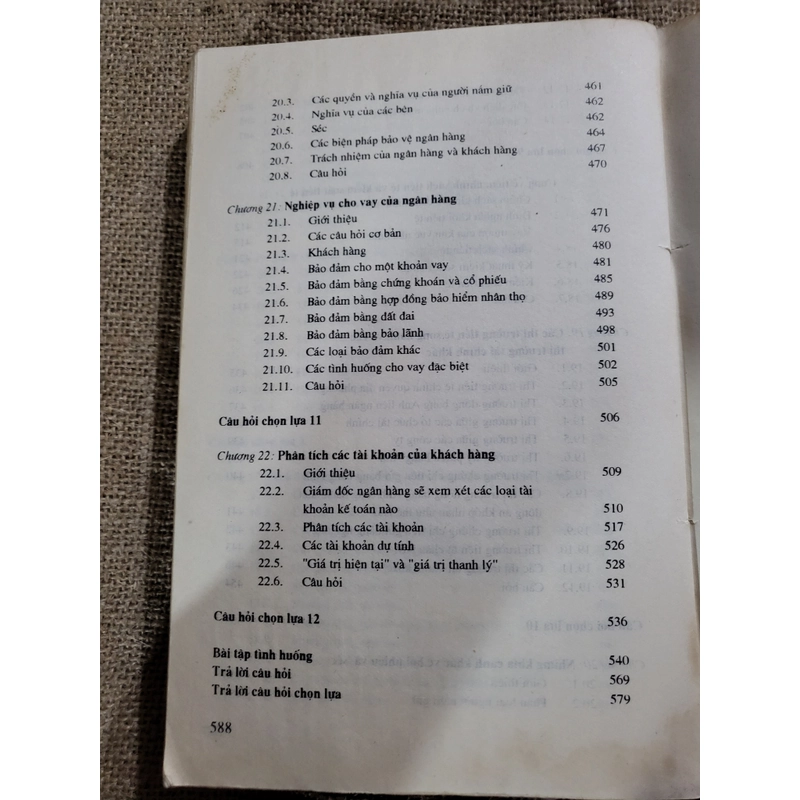 20.3. Các quyền và nghĩa vụ của người nắm giữ 461
20.4. Nghĩa vụ của các bên 462
20.5. Séc 462
20.6. Các biện pháp bảo vệ ngân hàng 464
20.7. Trách nhiệm của ngân hàng và khách hàng 467
20.8. Câu hỏi 470
Chương 21: Nghiệp vụ cho vay của ngân hàng
21.1. Giới thiệu 471
21.2. Các câu hỏi cơ bản 476
21.3. Khách hàng 480
21.4. Bảo đảm cho một khoản vay 481
21.5. Bảo đảm bằng chứng khoán và cổ phiếu 485
21.6. Bảo đảm bằng hợp đồng bảo hiểm nhân thọ 489
21.7. Bảo đảm bằng đất đai 493
21.8. Bảo đảm bằng bảo lãnh 498
21.9. Các loại bảo đảm khác 501
21.10. Các tình huống cho vay đặc biệt 502
21.11. Câu hỏi 505
Câu hỏi chọn lựa 11 506
Chương 22: Phân tích các tài khoản của khách hàng
22.1. Giới thiệu 509
22.2. Giám đốc ngân hàng sẽ xem xét các loại tài
khoản kế toán nào 510
22.3. Phân tích các tài khoản 517
22.4. Các tài khoản dự tính 526
22.5. "Giá trị hiện tại" và "giá trị thanh lý" 528
22.6. Câu hỏi 531
Câu hỏi chọn lựa 12 536
Bài tập tình huống 540
Trả lời câu hỏi 569
Trả lời câu hỏi chọn lựa 579
588